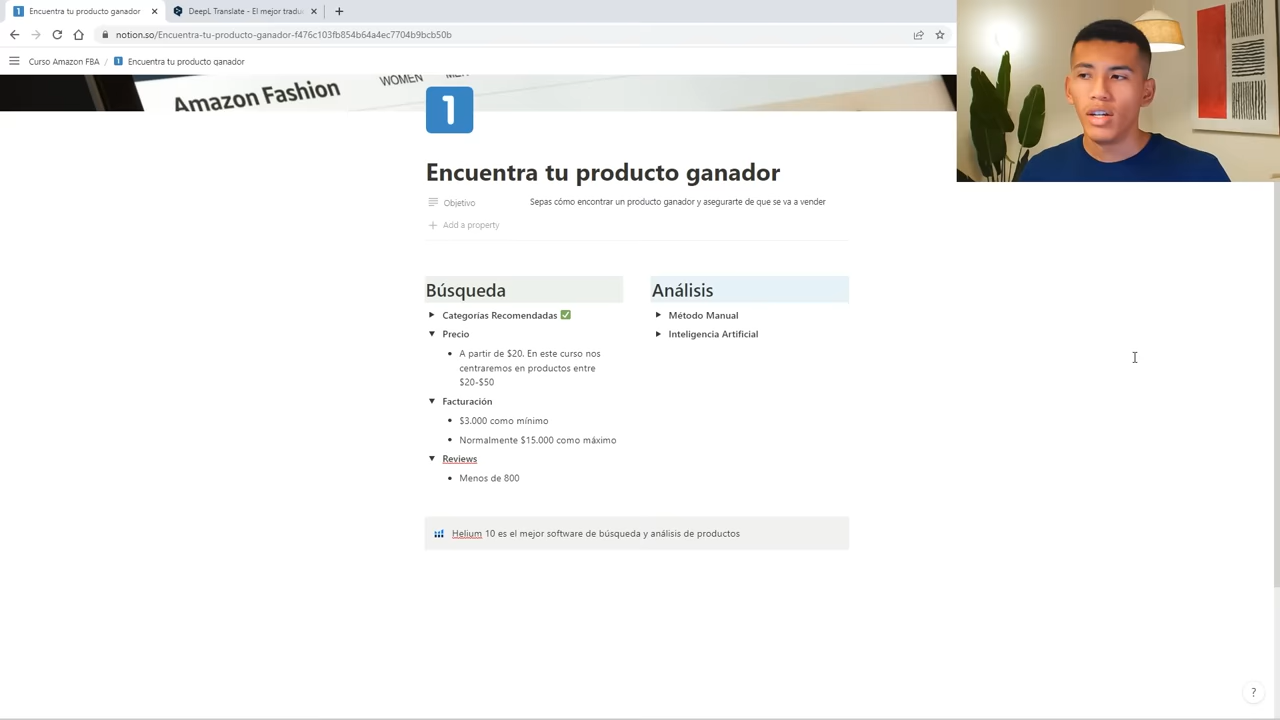 Encuentra tu producto ganador
DeepL Translate - El mejor tradu
notion.so/Encuentra-tu-producto-ganador-f476c103fb854b64a4ec7704b9bcb50b
Curso Amazon FBA / 1 Encuentra tu producto ganador
Amazon Fashion
WOMEN
1
Encuentra tu producto ganador
Objetivo Sepas cómo encontrar un producto ganador y asegurarte de que se va a vender
Add a property
Búsqueda
Categorías Recomendadas ✅
Precio
A partir de $20. En este curso nos
centraremos en productos entre
$20-$50
Facturación
$3.000 como mínimo
Normalmente $15.000 como máximo
Reviews
Menos de 800
Análisis
Método Manual
Inteligencia Artificial
Helium 10 es el mejor software de búsqueda y análisis de productos
?